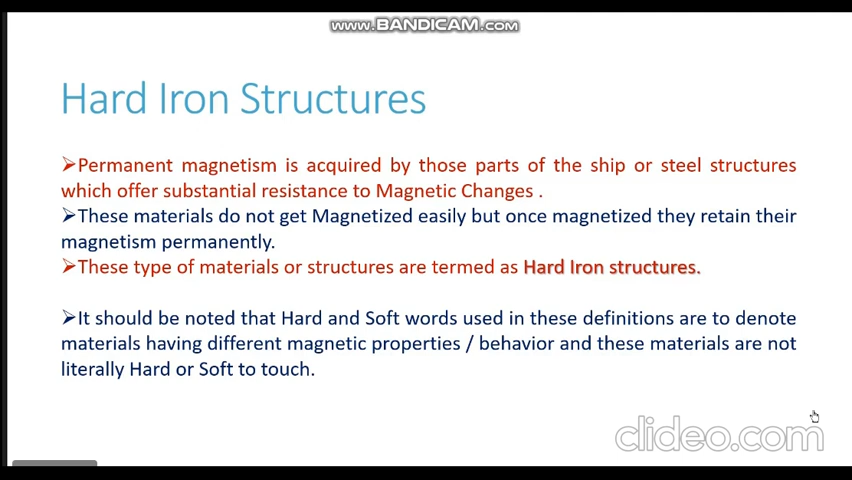 www.BANDICAM.com
Hard Iron Structures
➢Permanent magnetism is acquired by those parts of the ship or steel structures
which offer substantial resistance to Magnetic Changes .
➢These materials do not get Magnetized easily but once magnetized they retain their
magnetism permanently.
➢These type of materials or structures are termed as Hard Iron structures.
➢It should be noted that Hard and Soft words used in these definitions are to denote
materials having different magnetic properties / behavior and these materials are not
literally Hard or Soft to touch.
clideo.com